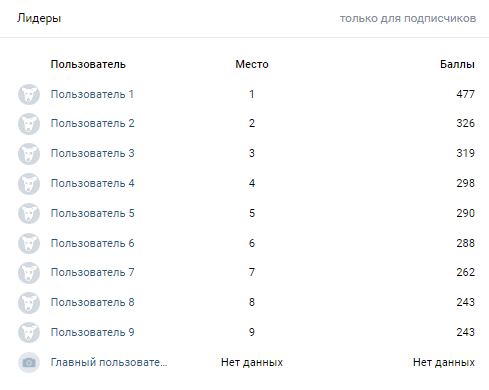 Лидеры только для подписчиков
Пользователь Место Баллы
Пользователь 1 1 477
Пользователь 2 2 326
Пользователь 3 3 319
Пользователь 4 4 298
Пользователь 5 5 290
Пользователь 6 6 288
Пользователь 7 7 262
Пользователь 8 8 243
Пользователь 9 9 243
Главный пользовате... Нет данных Нет данных